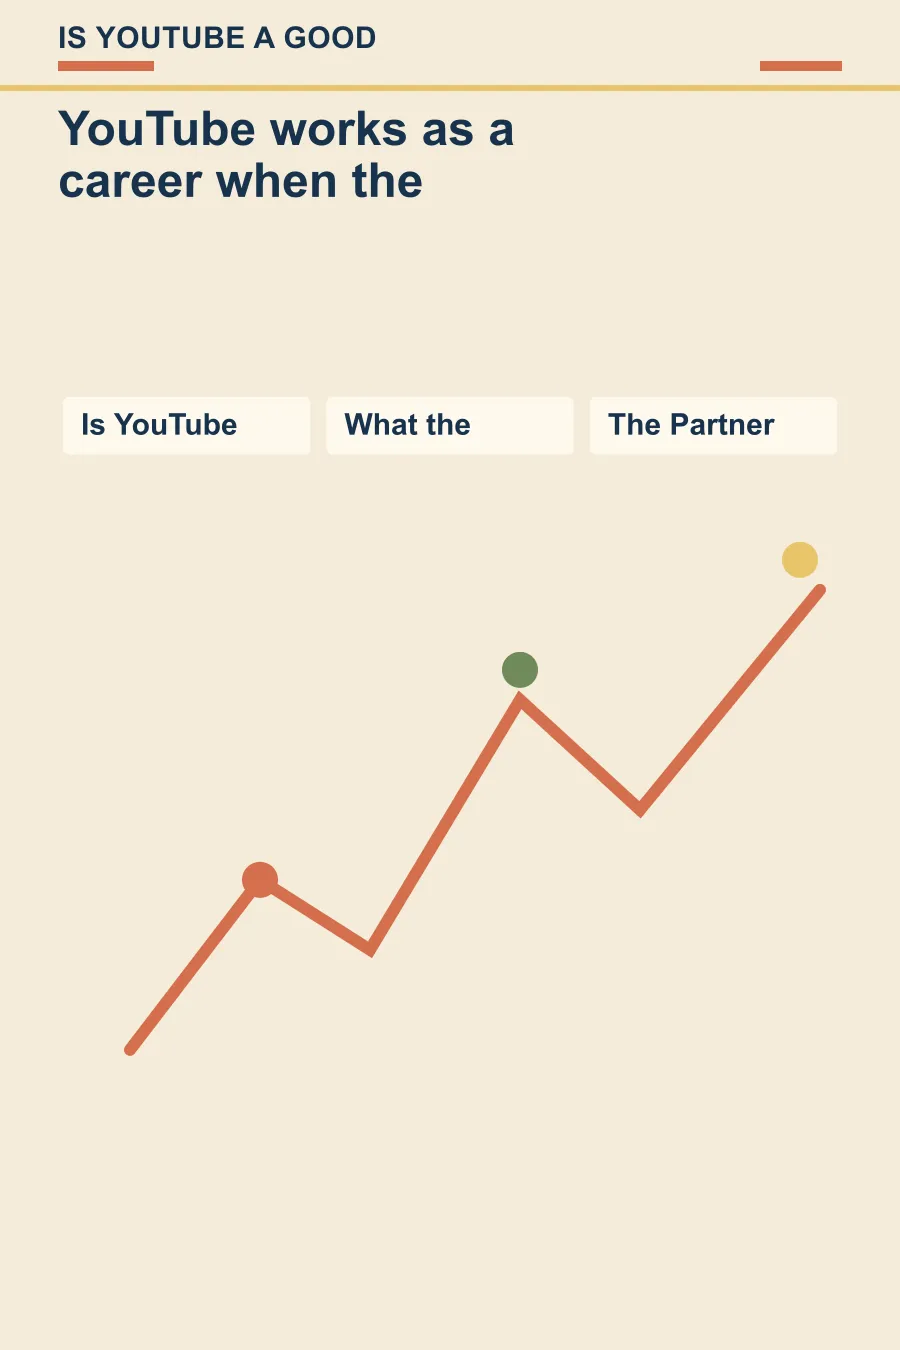 IS YOUTUBE A GOOD
YouTube works as a
career when the
Is YouTube
What the
The Partner